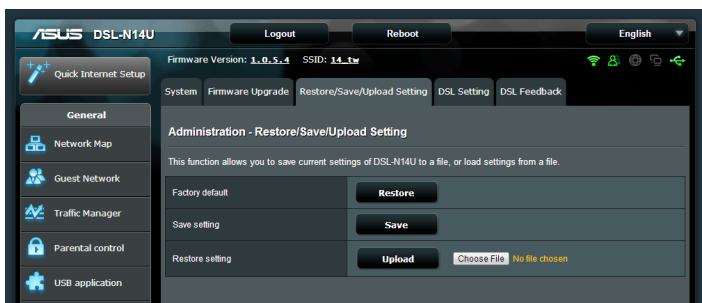 ASUS DSL-N14U Logout Reboot English
Firmware Version: 1.0.5.4 SSID: 14_tw
Quick Internet Setup
System Firmware Upgrade Restore/Save/Upload Setting DSL Setting DSL Feedback
General
Administration - Restore/Save/Upload Setting
Network Map
This function allows you to save current settings of DSL-N14U to a file, or load settings from a file.
Guest Network
Factory default Restore
Traffic Manager
Save setting Save
Parental control
Restore setting Upload Choose File No file chosen
USB application